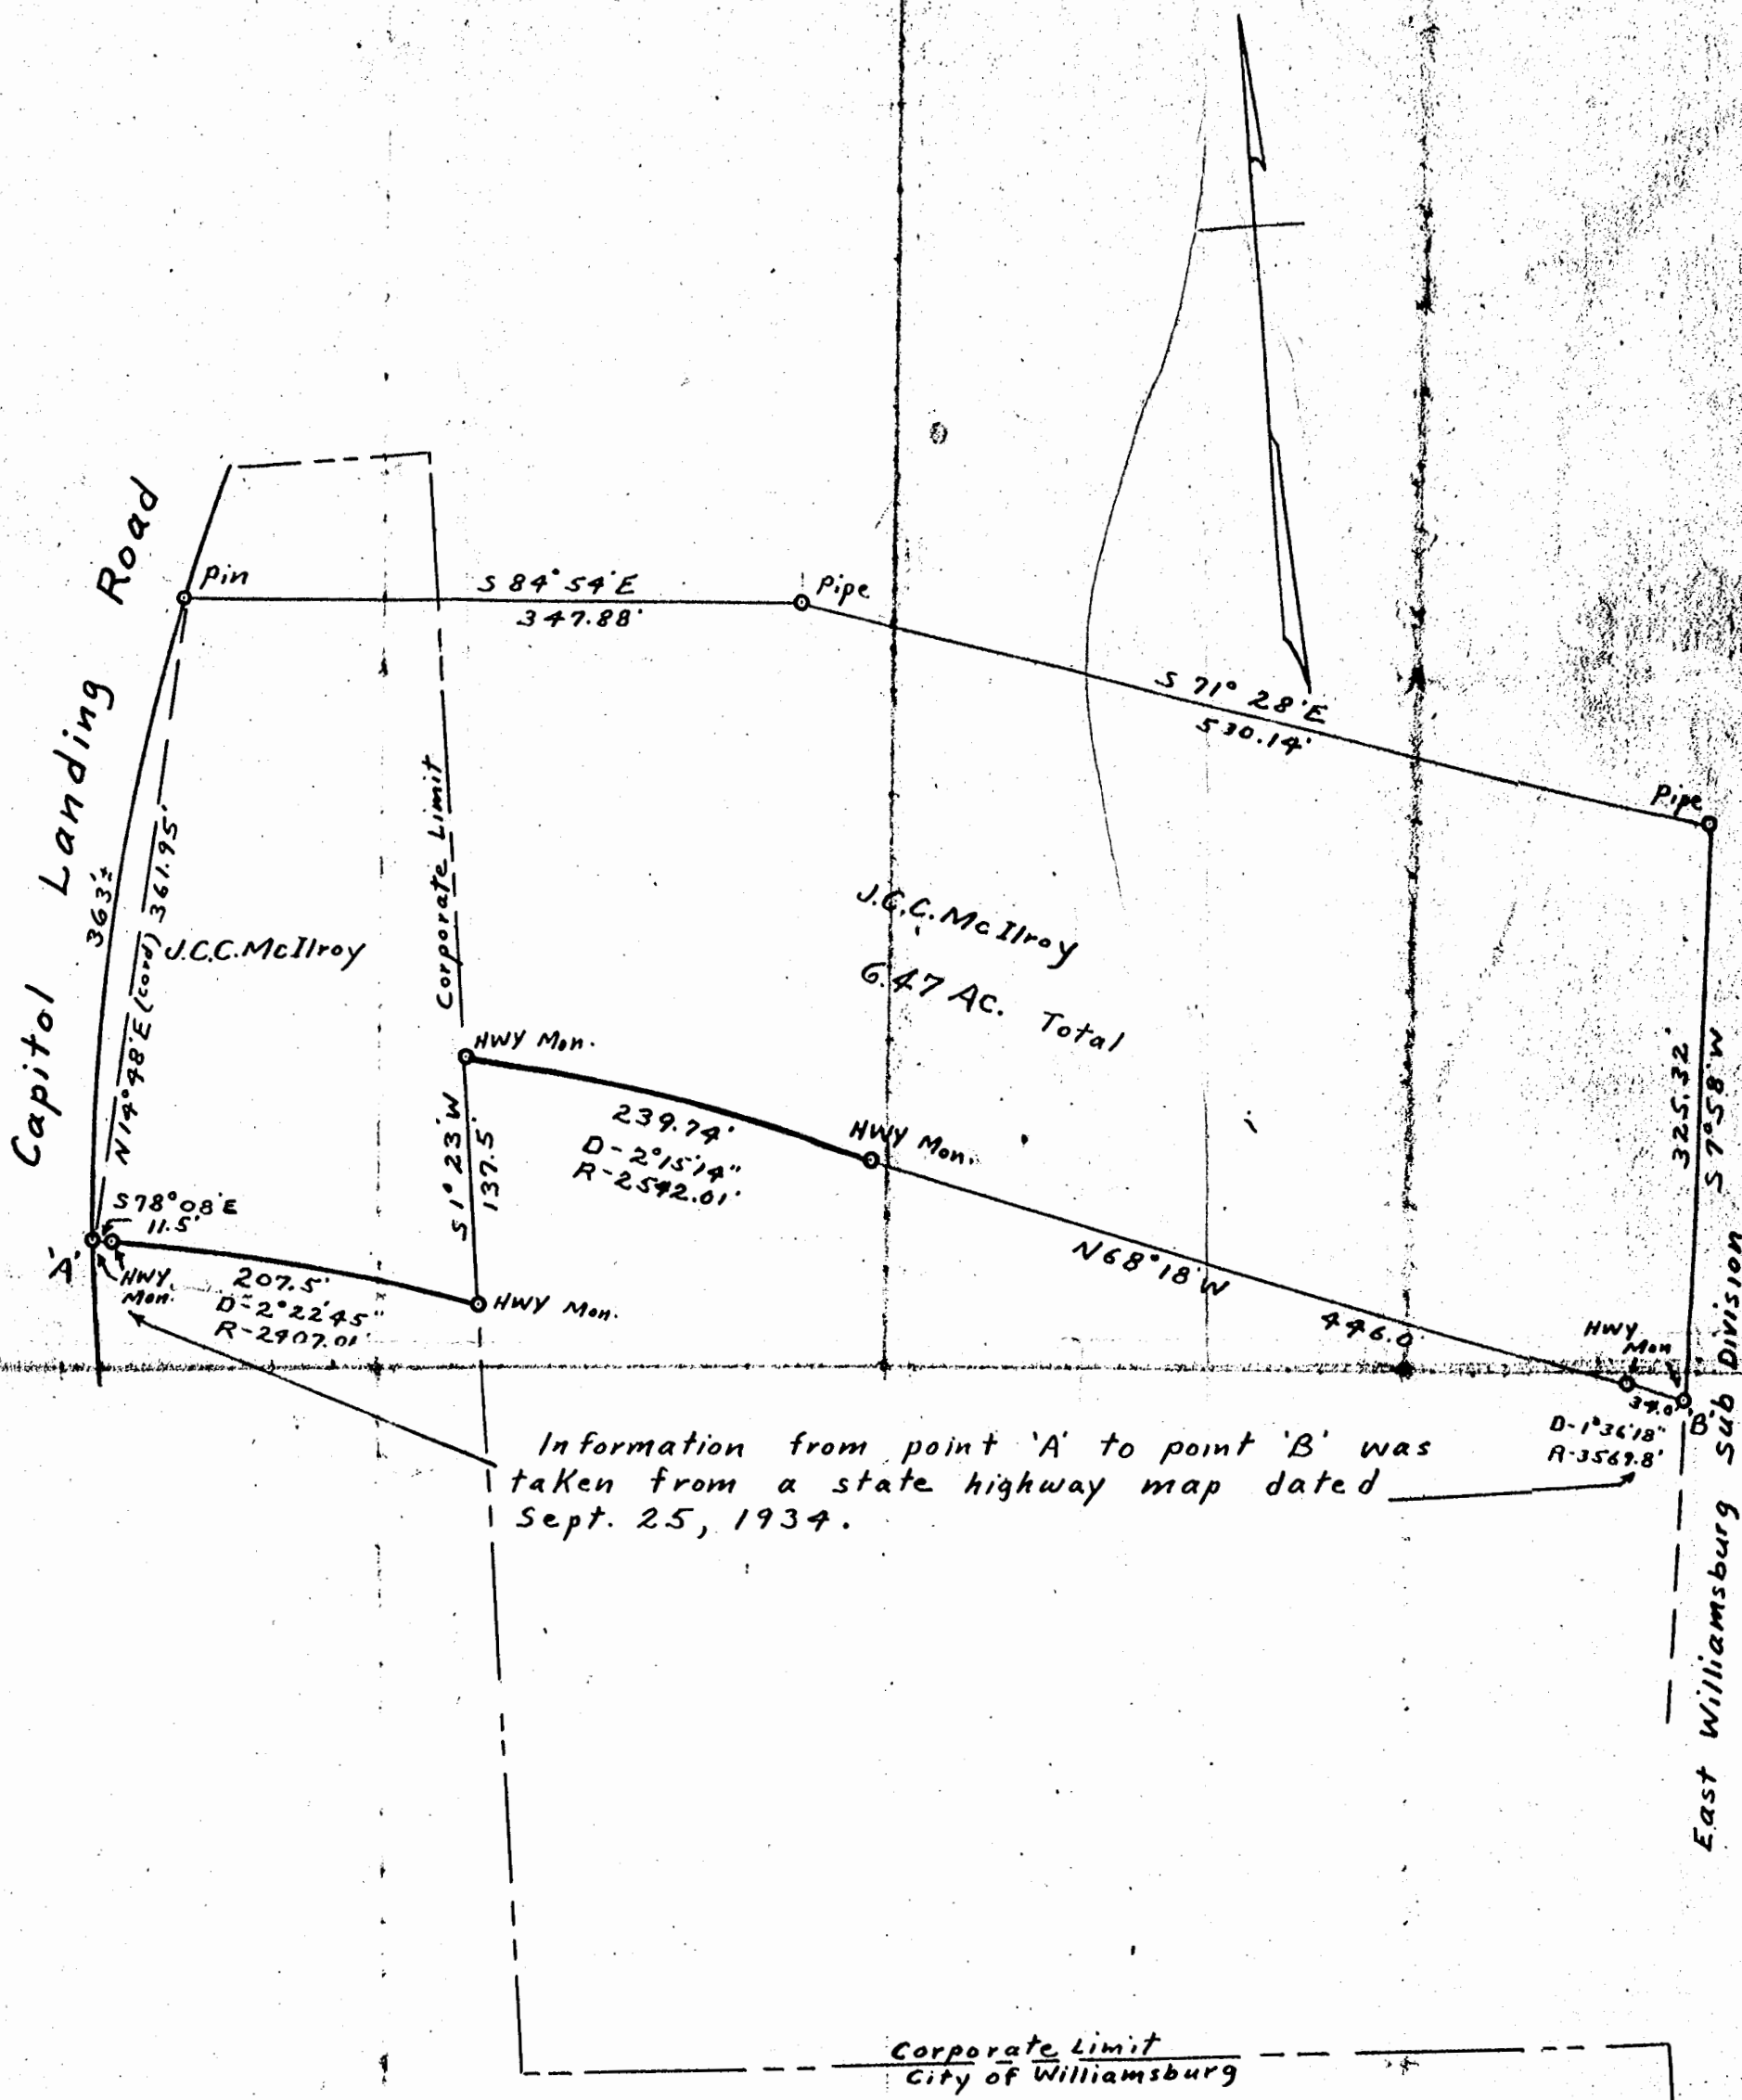 Capitol Landing Road
Pin
S 84° 54' E
347.88'
Pipe
S 71° 28' E
530.14'
Pipe
363'±
N 14° 48' E (cord) 361.95'
J.C.C. McIlroy
Corporate Limit
J.C.C. McIlroy
6.47 Ac. Total
325.32'
S 7° 58' W
HWY Mon.
S 1° 23' W
137.5'
239.74'
D-2°15'14"
R-2542.01'
HWY Mon.
N 68° 18' W
446.0'
S 78° 08' E
11.5'
'A'
HWY.
Mon.
207.5'
D-2°22'45"
R-2407.01'
HWY Mon.
HWY
Mon
34.0'
'B'
D-1°36'18"
R-3569.8'
Information from point 'A' to point 'B' was
taken from a state highway map dated
Sept. 25, 1934.
East Williamsburg Sub Division
Corporate Limit
City of Williamsburg